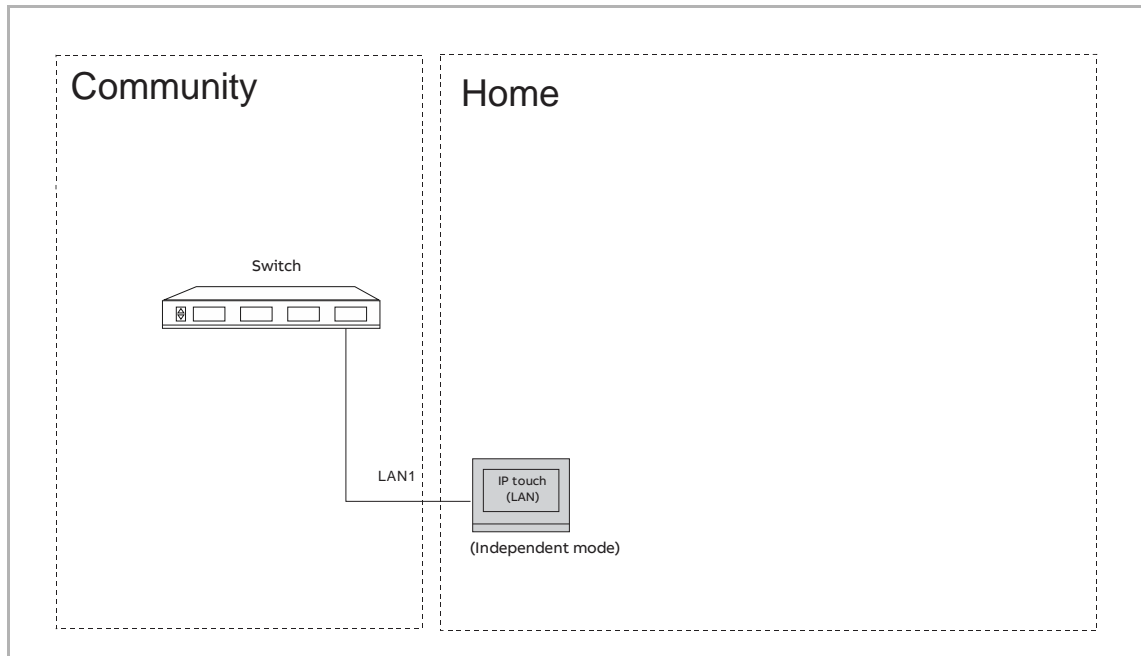 Community
Home
Switch
LAN1
IP touch
(LAN)
(Independent mode)